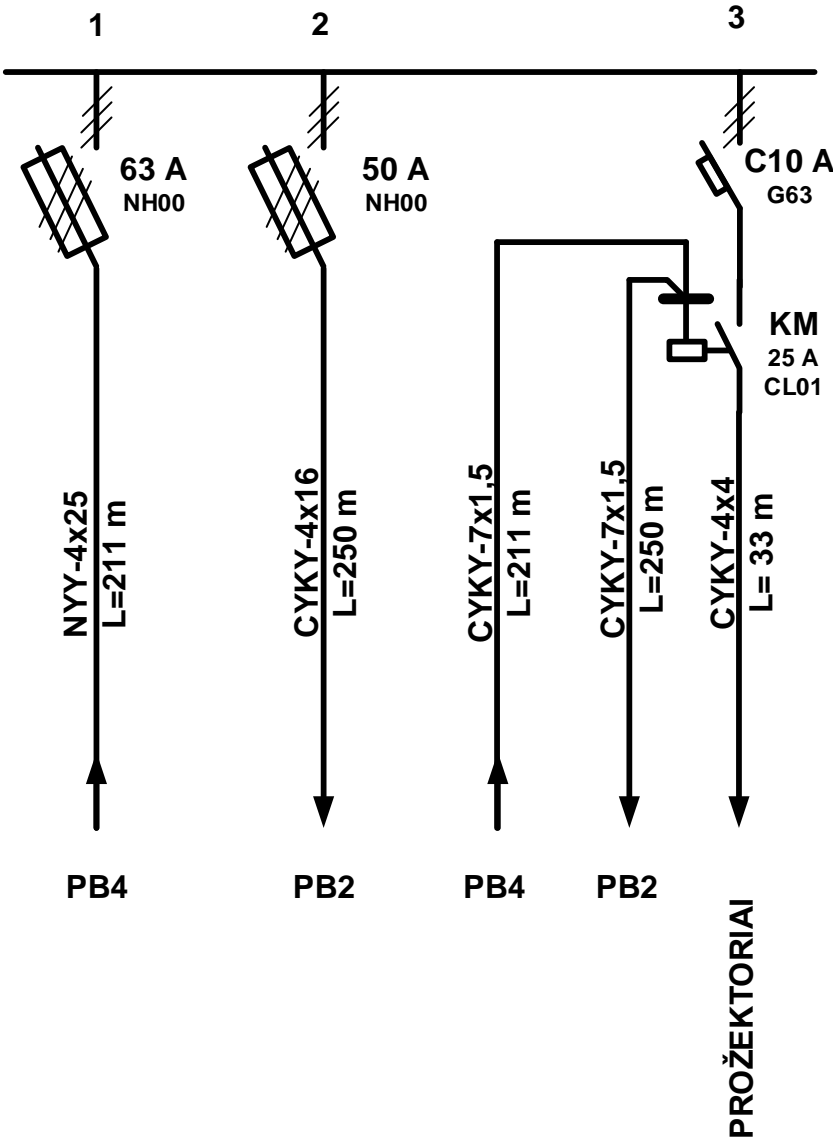 1
2
3
63 A
NH00
50 A
NH00
C10 A
G63
KM
25 A
CL01
NYY-4x25
L=211 m
CYKY-4x16
L=250 m
CYKY-7x1,5
L=211 m
CYKY-7x1,5
L=250 m
CYKY-4x4
L= 33 m
PB4
PB2
PB4
PB2
PROŽEKTORIAI